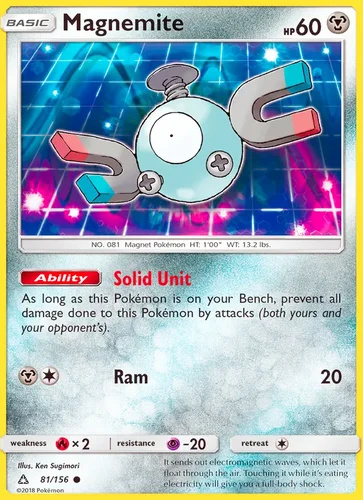 BASIC Magnemite HP60
NO. 081 Magnet Pokémon HT: 1'00" WT: 13.2 lbs.
Ability Solid Unit
As long as this Pokémon is on your Bench, prevent all
damage done to this Pokémon by attacks (both yours and
your opponent's).
Ram 20
weakness ×2 resistance -20 retreat
Illus. Ken Sugimori
81/156
©2018 Pokémon
It sends out electromagnetic waves, which let it
float through the air. Touching it while it's eating
electricity will give you a full-body shock.